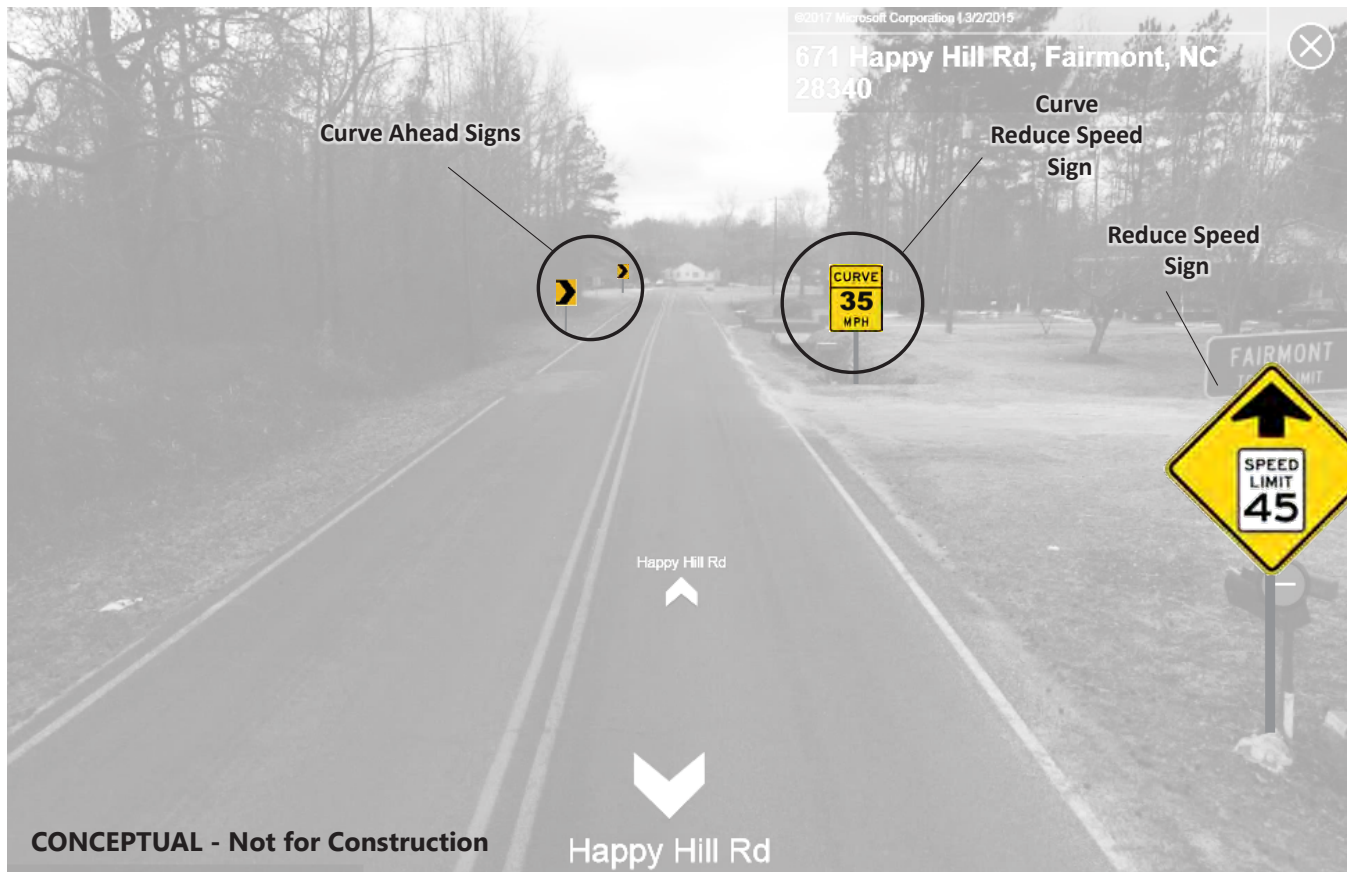 ©2017 Microsoft Corporation | 3/2/2015
671 Happy Hill Rd, Fairmont, NC
28340
Curve Ahead Signs
Curve
Reduce Speed
Sign
Reduce Speed
Sign
CURVE
35
MPH
FAIRMONT
LIMIT
SPEED
LIMIT
45
Happy Hill Rd
CONCEPTUAL - Not for Construction
Happy Hill Rd